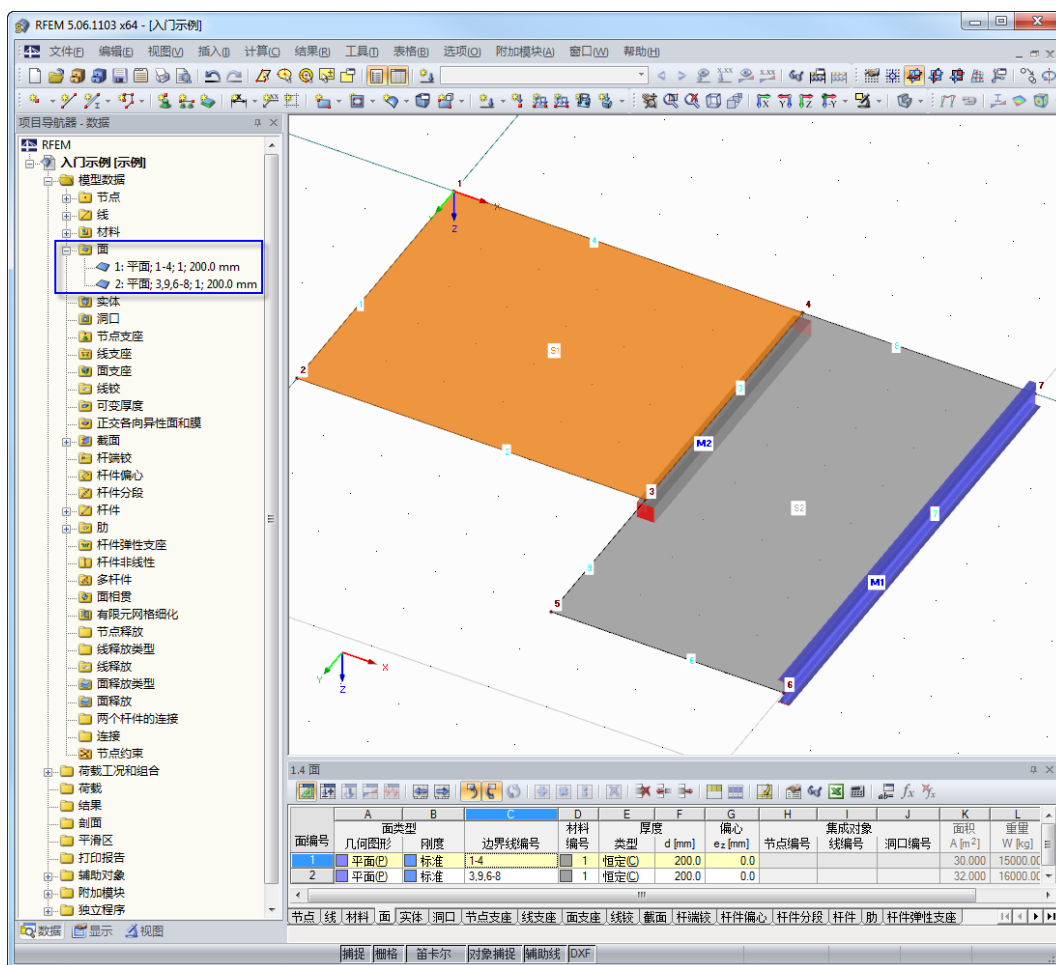 RFEM 5.06.1103 x64 - [入门示例]
文件(F) 编辑(E) 视图(V) 插入(I) 计算(C) 结果(R) 工具(T) 表格(B) 选项(O) 附加模块(A) 窗口(W) 帮助(H)
项目导航器 - 数据
RFEM
入门示例 [示例]
模型数据
节点
线
材料
面
1: 平面; 1-4; 1; 200.0 mm
2: 平面; 3,9,6-8; 1; 200.0 mm
实体
洞口
节点支座
线支座
面支座
线铰
可变厚度
正交各向异性面和膜
截面
杆端铰
杆件偏心
杆件分段
杆件
肋
杆件弹性支座
杆件非线性
多杆件
面相贯
有限元网格细化
节点释放
线释放类型
线释放
面释放类型
面释放
两个杆件的连接
连接
节点约束
荷载工况和组合
荷载
结果
剖面
平滑区
打印报告
辅助对象
附加模块
独立程序
数据 显示 视图
1
X
Y
Z
4
4
1
S1
8
7
2
3
M2
2
3
S2
7
9
M1
5
6
6
X
Y
Z
1.4 面
A B C D E F G H I J K L
面编号 面类型 材料 厚度 偏心 集成对象 面积 重量
几何图形 刚度 边界线编号 编号 类型 d [mm] ez [mm] 节点编号 线编号 洞口编号 A [m2] W [kg]
1 平面(P) 标准 1-4 1 恒定(C) 200.0 0.0 30.000 15000.00
2 平面(P) 标准 3,9,6-8 1 恒定(C) 200.0 0.0 32.000 16000.00
节点 线 材料 面 实体 洞口 节点支座 线支座 面支座 线铰 截面 杆端铰 杆件偏心 杆件分段 杆件 肋 杆件弹性支座
捕捉 栅格 笛卡尔 对象捕捉 辅助线 DXF